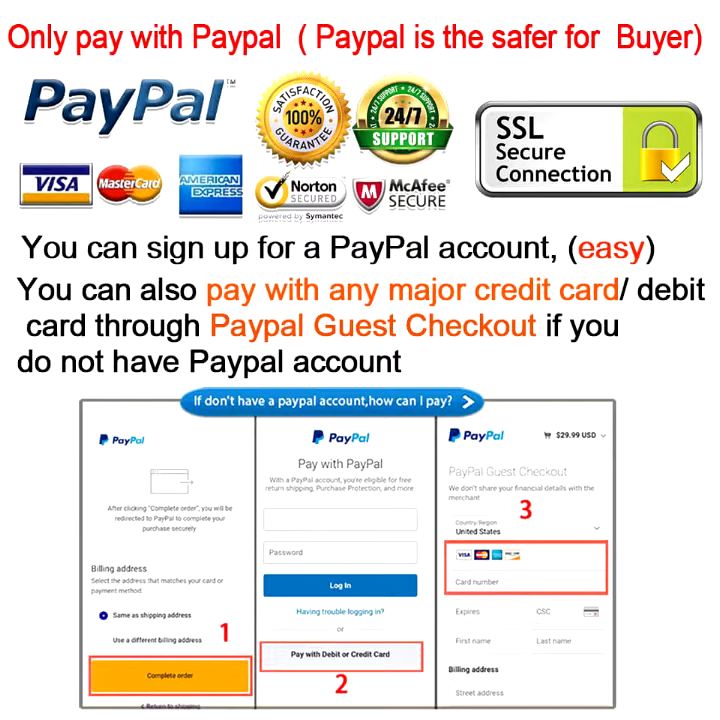 Only pay with Paypal ( Paypal is the safer for Buyer)
PayPal™
SATISFACTION
100%
GUARANTEE
24/7 SUPPORT
24/7
SUPPORT
SSL
Secure
Connection
VISA
MasterCard
AMERICAN
EXPRESS
Norton
SECURED
powered by Symantec
McAfee®
SECURE
You can sign up for a PayPal account, (easy)
You can also pay with any major credit card/ debit
card through Paypal Guest Checkout if you
do not have Paypal account
If don't have a paypal account,how can I pay?
PayPal
After clicking "Complete order", you will be
redirected to PayPal to complete your
purchase securely
Billing address
Select the address that matches your card or
payment method
Same as shipping address
Use a different billing address
1
Complete order
< Return to shipping
PayPal
Pay with PayPal
With a PayPal account, you're eligible for free
return shipping, Purchase Protection, and more
Password
Log In
Having trouble logging in?
or
Pay with Debit or Credit Card
2
PayPal
$29.99 USD
PayPal Guest Checkout
We don't share your financial details with the
merchant
3
Country/Region
United States
VISA
Card number
Expires
CSC
First name
Last name
Billing address
Street address